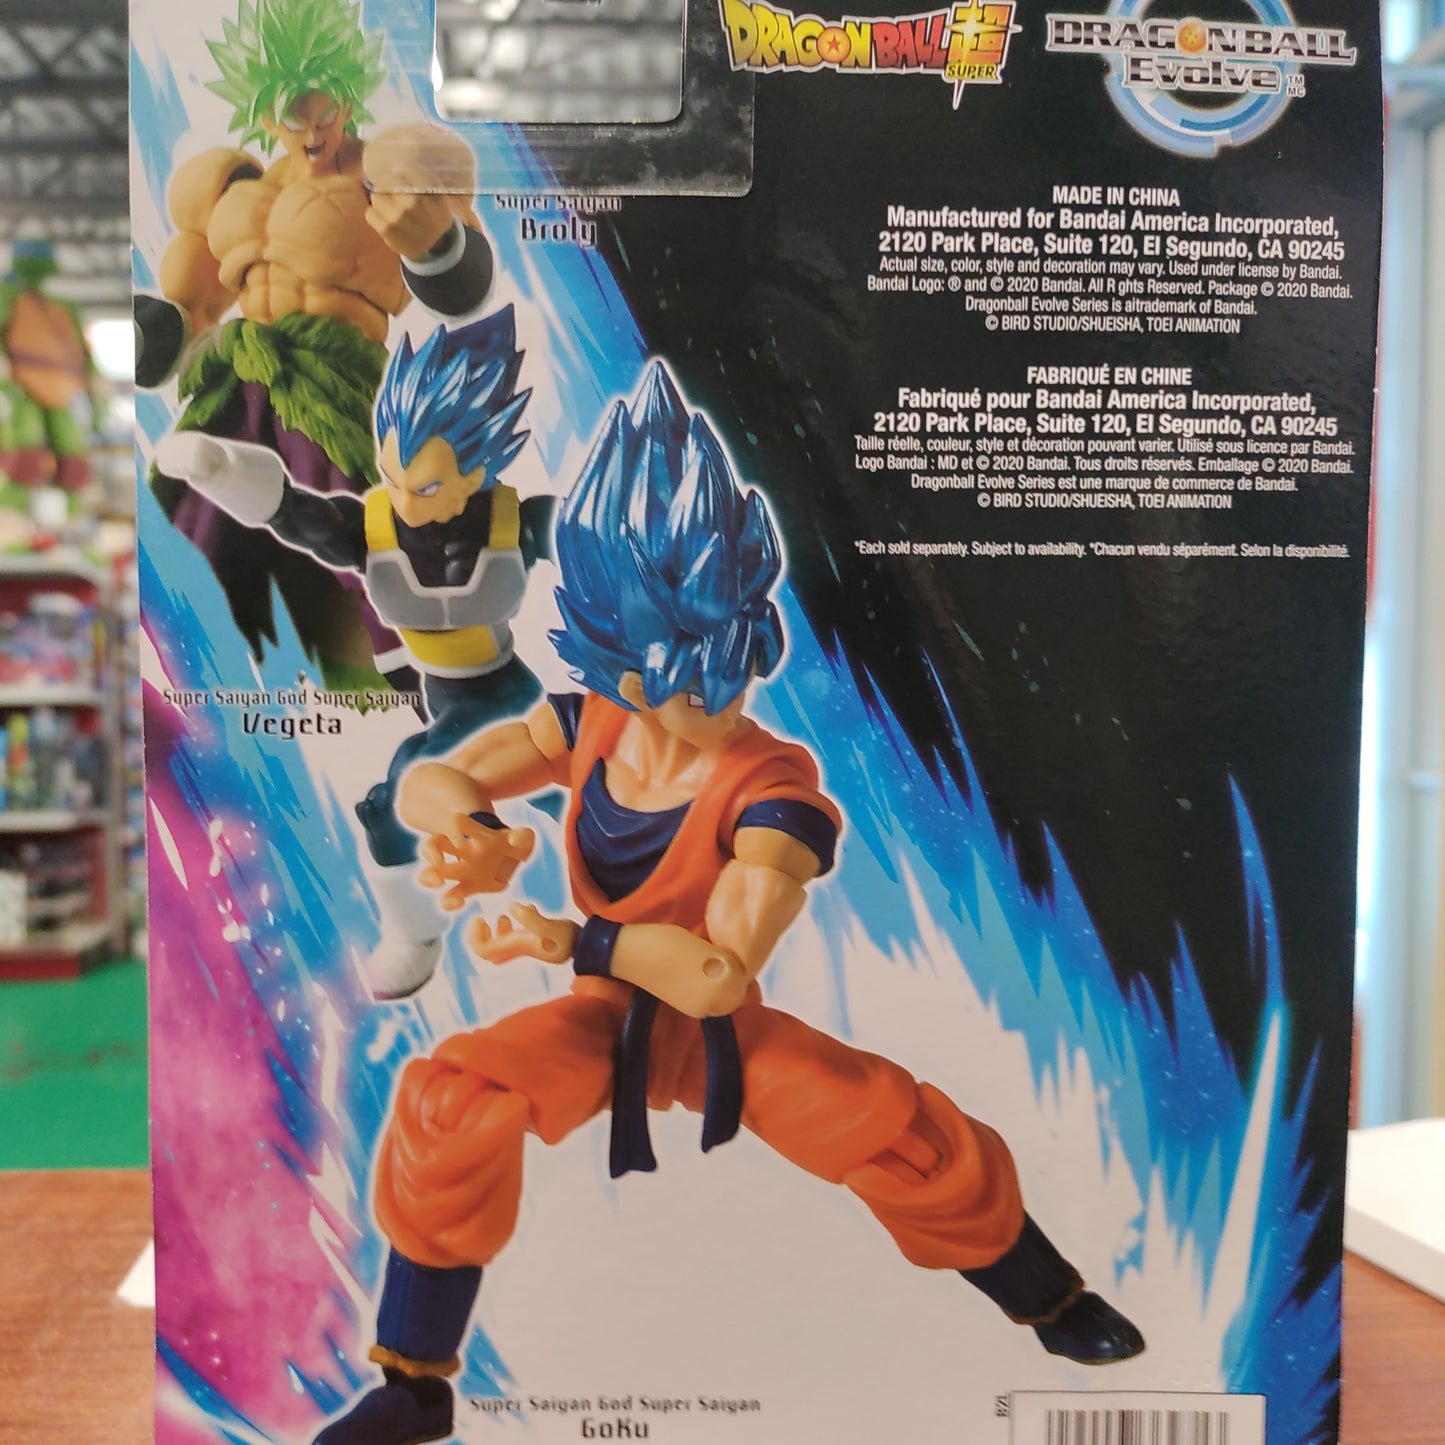 DRAGON BALL
SUPER
DRAGONBALL
Evolve TM
MC
MADE IN CHINA
Manufactured for Bandai America Incorporated,
2120 Park Place, Suite 120, El Segundo, CA 90245
Actual size, color, style and decoration may vary. Used under license by Bandai.
Bandai Logo: ® and © 2020 Bandai. All R ghts Reserved. Package © 2020 Bandai.
Dragonball Evolve Series is a trademark of Bandai.
© BIRD STUDIO/SHUEISHA, TOEI ANIMATION
FABRIQUÉ EN CHINE
Fabriqué pour Bandai America Incorporated,
2120 Park Place, Suite 120, El Segundo, CA 90245
Taille réelle, couleur, style et décoration pouvant varier. Utilisé sous licence par Bandai.
Logo Bandai : MD et © 2020 Bandai. Tous droits réservés. Emballage © 2020 Bandai.
Dragonball Evolve Series est une marque de commerce de Bandai.
© BIRD STUDIO/SHUEISHA, TOEI ANIMATION
*Each sold separately. Subject to availability. *Chacun vendu séparément. Selon la disponibilité.
Super Saiyan
Broly
Super Saiyan God Super Saiyan
Vegeta
Super Saiyan God Super Saiyan
Goku
B2L